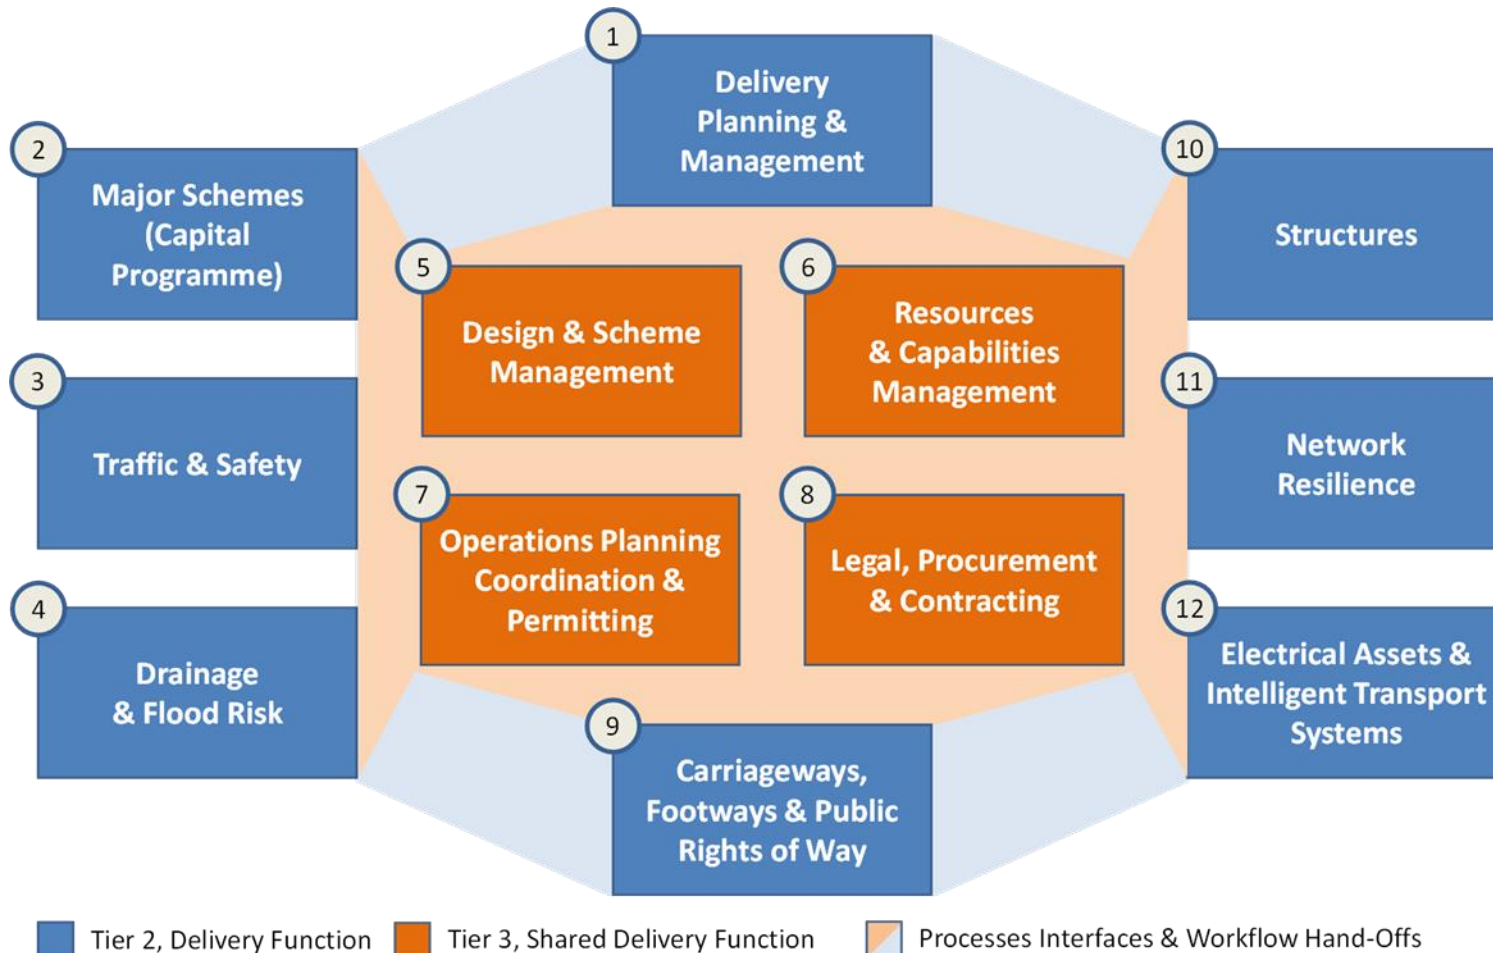 1
Delivery
Planning &
Management
2
Major Schemes
(Capital
Programme)
10
Structures
5
Design & Scheme
Management
6
Resources
& Capabilities
Management
3
Traffic & Safety
11
Network
Resilience
7
Operations Planning
Coordination &
Permitting
8
Legal, Procurement
& Contracting
4
Drainage
& Flood Risk
12
Electrical Assets &
Intelligent Transport
Systems
9
Carriageways,
Footways & Public
Rights of Way
Tier 2, Delivery Function
Tier 3, Shared Delivery Function
Processes Interfaces & Workflow Hand-Offs